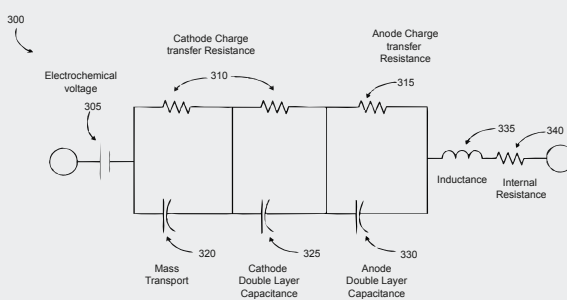 300
Cathode Charge
transfer Resistance
Anode Charge
transfer
Resistance
Electrochemical
voltage
310
315
305
335
340
Inductance
Internal
Resistance
320
325
330
Mass
Transport
Cathode
Double Layer
Capacitance
Anode
Double Layer
Capacitance